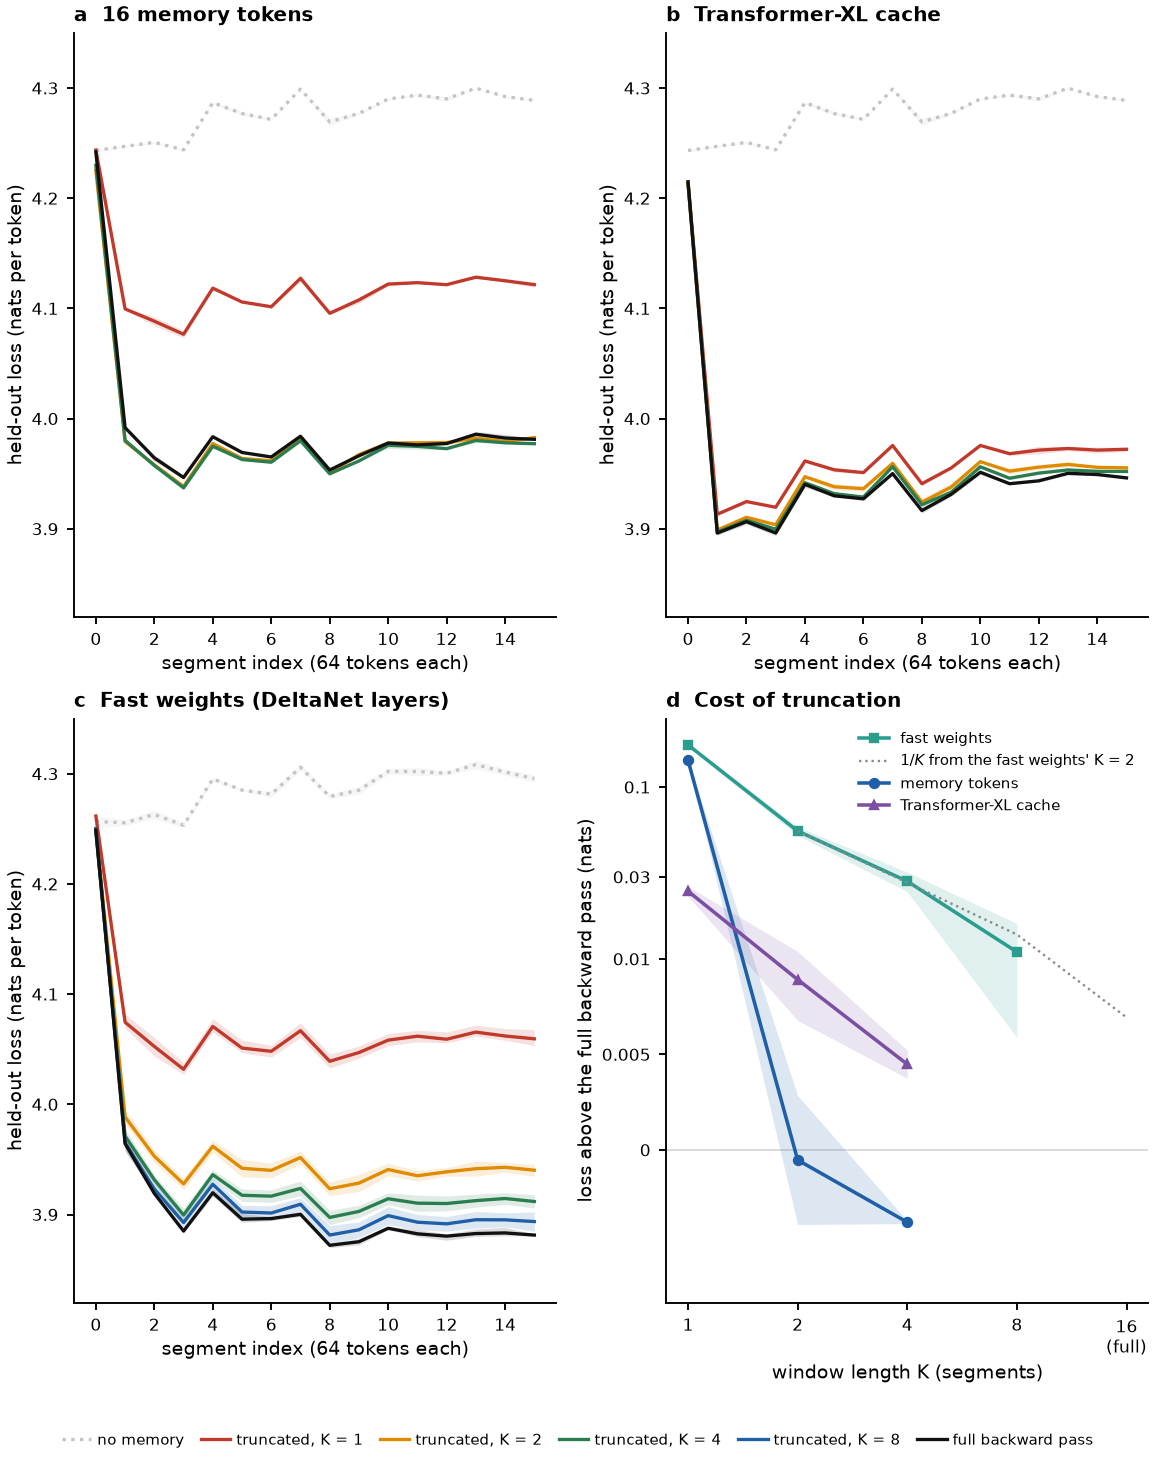 a  16 memory tokens
4.3
4.2
4.1
4.0
3.9
held-out loss (nats per token)
0 2 4 6 8 10 12 14
segment index (64 tokens each)
b  Transformer-XL cache
4.3
4.2
4.1
4.0
3.9
held-out loss (nats per token)
0 2 4 6 8 10 12 14
segment index (64 tokens each)
c  Fast weights (DeltaNet layers)
4.3
4.2
4.1
4.0
3.9
held-out loss (nats per token)
0 2 4 6 8 10 12 14
segment index (64 tokens each)
d  Cost of truncation
fast weights
1/K from the fast weights' K = 2
memory tokens
Transformer-XL cache
0.1
0.03
0.01
0.005
0
loss above the full backward pass (nats)
1 2 4 8 16
(full)
window length K (segments)
no memory truncated, K = 1 truncated, K = 2 truncated, K = 4 truncated, K = 8 full backward pass